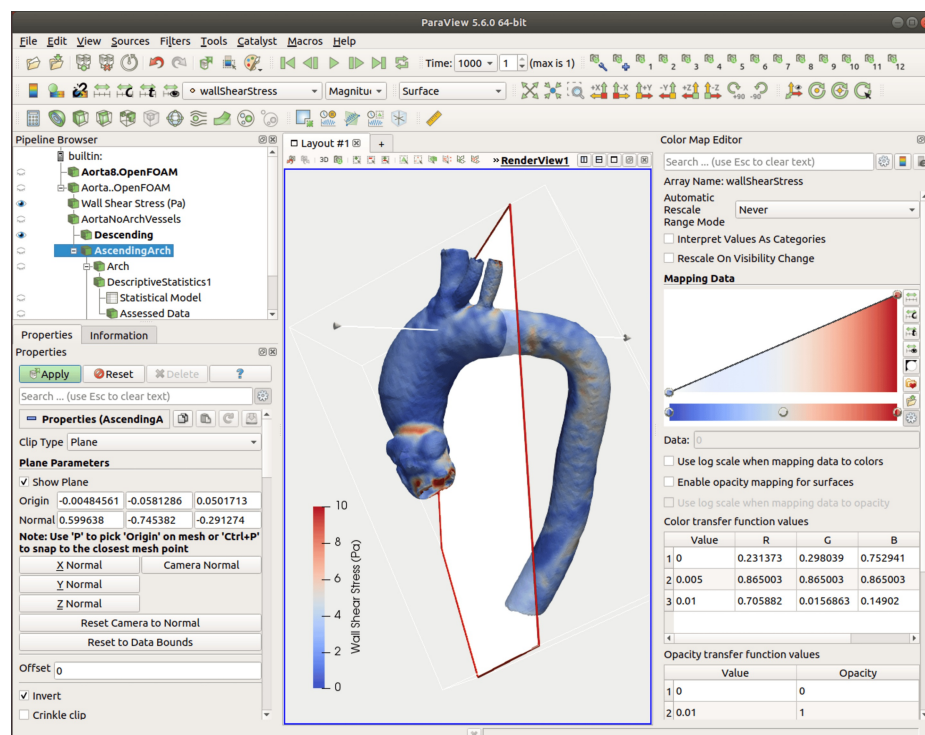 ParaView 5.6.0 64-bit
File Edit View Sources Filters Tools Catalyst Macros Help
Time: 1000 1 (max is 1) 1 2 3 4 5 6 7 8 9 10 11 12
wallShearStress Magnitu Surface +X -X +Y -Y +Z -Z +90 -90
Pipeline Browser
builtin:
Aorta8.OpenFOAM
Aorta..OpenFOAM
Wall Shear Stress (Pa)
AortaNoArchVessels
Descending
AscendingArch
Arch
DescriptiveStatistics1
Statistical Model
Assessed Data
Properties Information
Properties
Apply Reset Delete ?
Search ... (use Esc to clear text)
Properties (AscendingA
Clip Type Plane
Plane Parameters
Show Plane
Origin -0.00484561 -0.0581286 0.0501713
Normal 0.599638 -0.745382 -0.291274
Note: Use 'P' to pick 'Origin' on mesh or 'Ctrl+P'
to snap to the closest mesh point
X Normal Camera Normal
Y Normal
Z Normal
Reset Camera to Normal
Reset to Data Bounds
Offset 0
Invert
Crinkle clip
Layout #1 +
3D » RenderView1
10
8
6
4
2
0
Wall Shear Stress (Pa)
Color Map Editor
Search ... (use Esc to clear text)
Array Name: wallShearStress
Automatic
Rescale
Range Mode
Never
Interpret Values As Categories
Rescale On Visibility Change
Mapping Data
Data: 0
Use log scale when mapping data to colors
Enable opacity mapping for surfaces
Use log scale when mapping data to opacity
Color transfer function values
Value R G B
1 0 0.231373 0.298039 0.752941
2 0.005 0.865003 0.865003 0.865003
3 0.01 0.705882 0.0156863 0.14902
Opacity transfer function values
Value Opacity
1 0 0
2 0.01 1